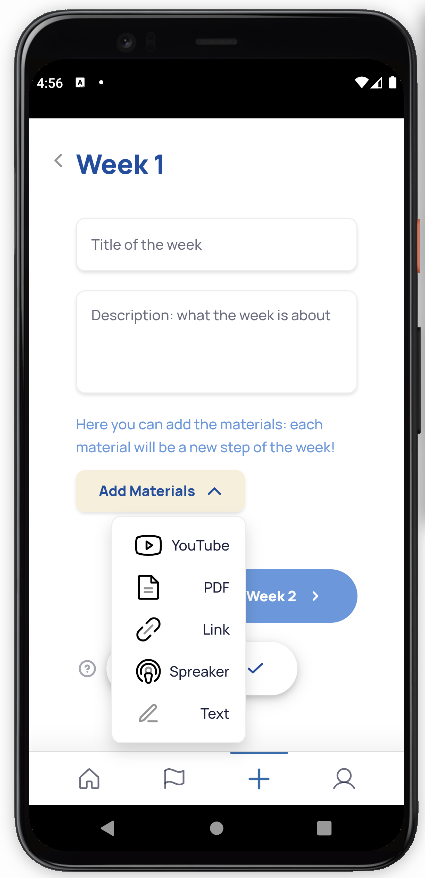 4:56
A
Week 1
Title of the week
Description: what the week is about
Here you can add the materials: each
material will be a new step of the week!
Add Materials
YouTube
PDF
Week 2
Link
Spreaker
?
Text